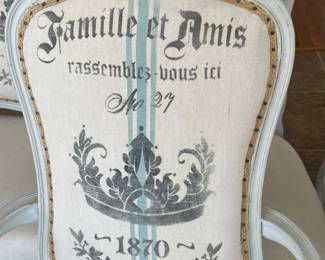 Famille et Amis
rassemblez-vous ici
No 27
~ 1870 ~